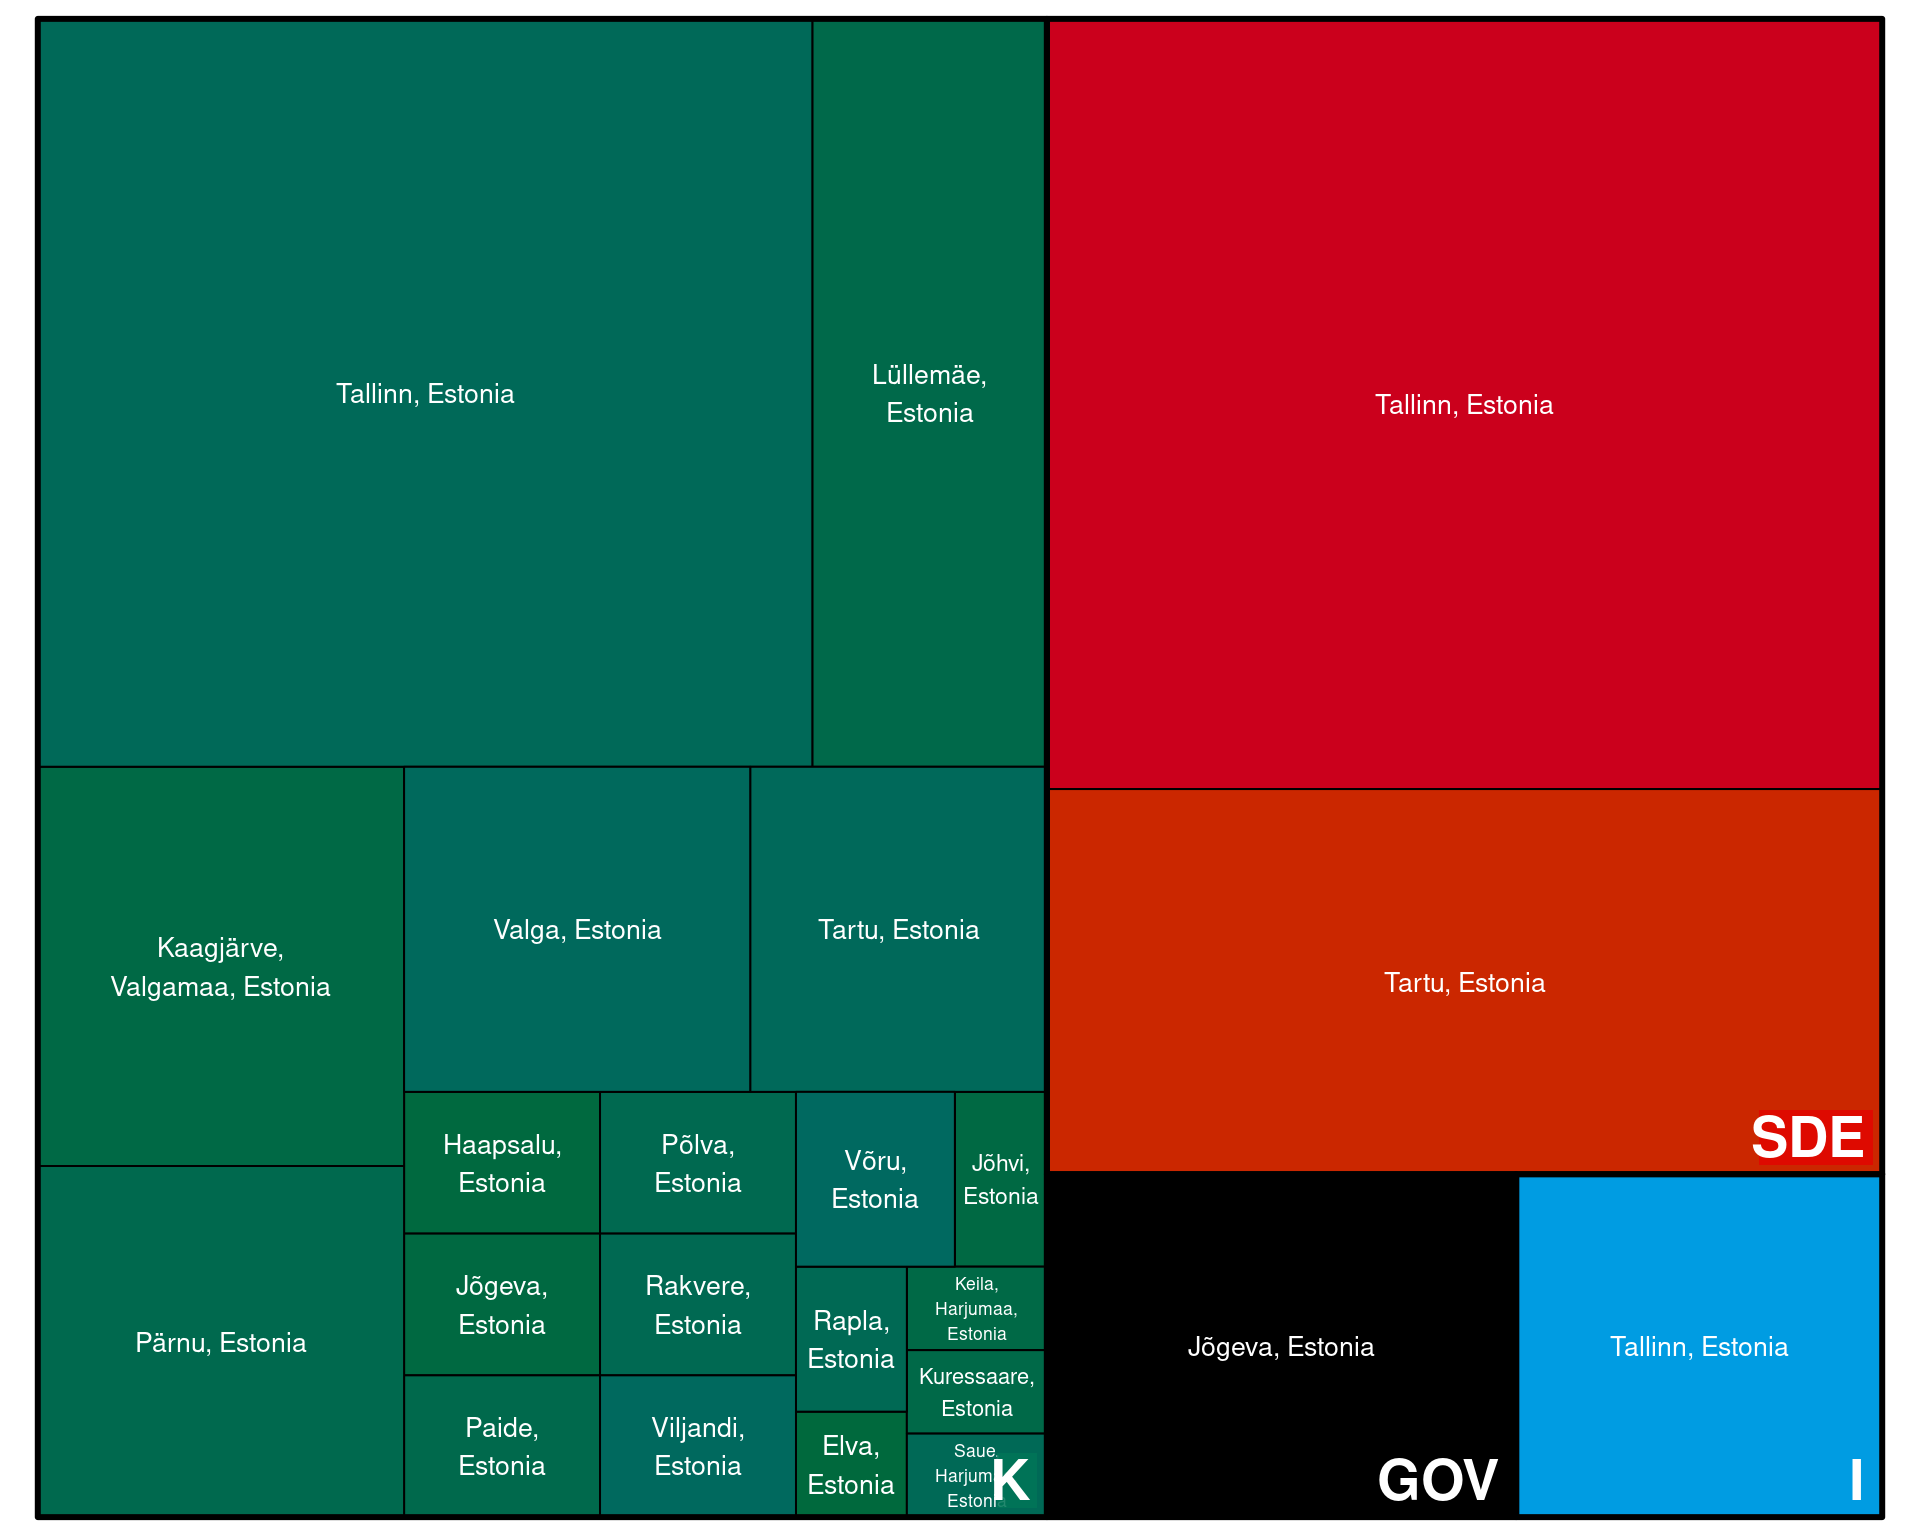 Tallinn, Estonia
Lüllemäe,
Estonia
Tallinn, Estonia
Kaagjärve,
Valgamaa, Estonia
Valga, Estonia
Tartu, Estonia
Tartu, Estonia
SDE
Pärnu, Estonia
Haapsalu,
Estonia
Põlva,
Estonia
Võru,
Estonia
Jõhvi,
Estonia
Jõgeva,
Estonia
Rakvere,
Estonia
Rapla,
Estonia
Keila,
Harjumaa,
Estonia
Kuressaare,
Estonia
Paide,
Estonia
Viljandi,
Estonia
Elva,
Estonia
Saue,
Harjumaa,
Estonia
K
Jõgeva, Estonia
GOV
Tallinn, Estonia
I